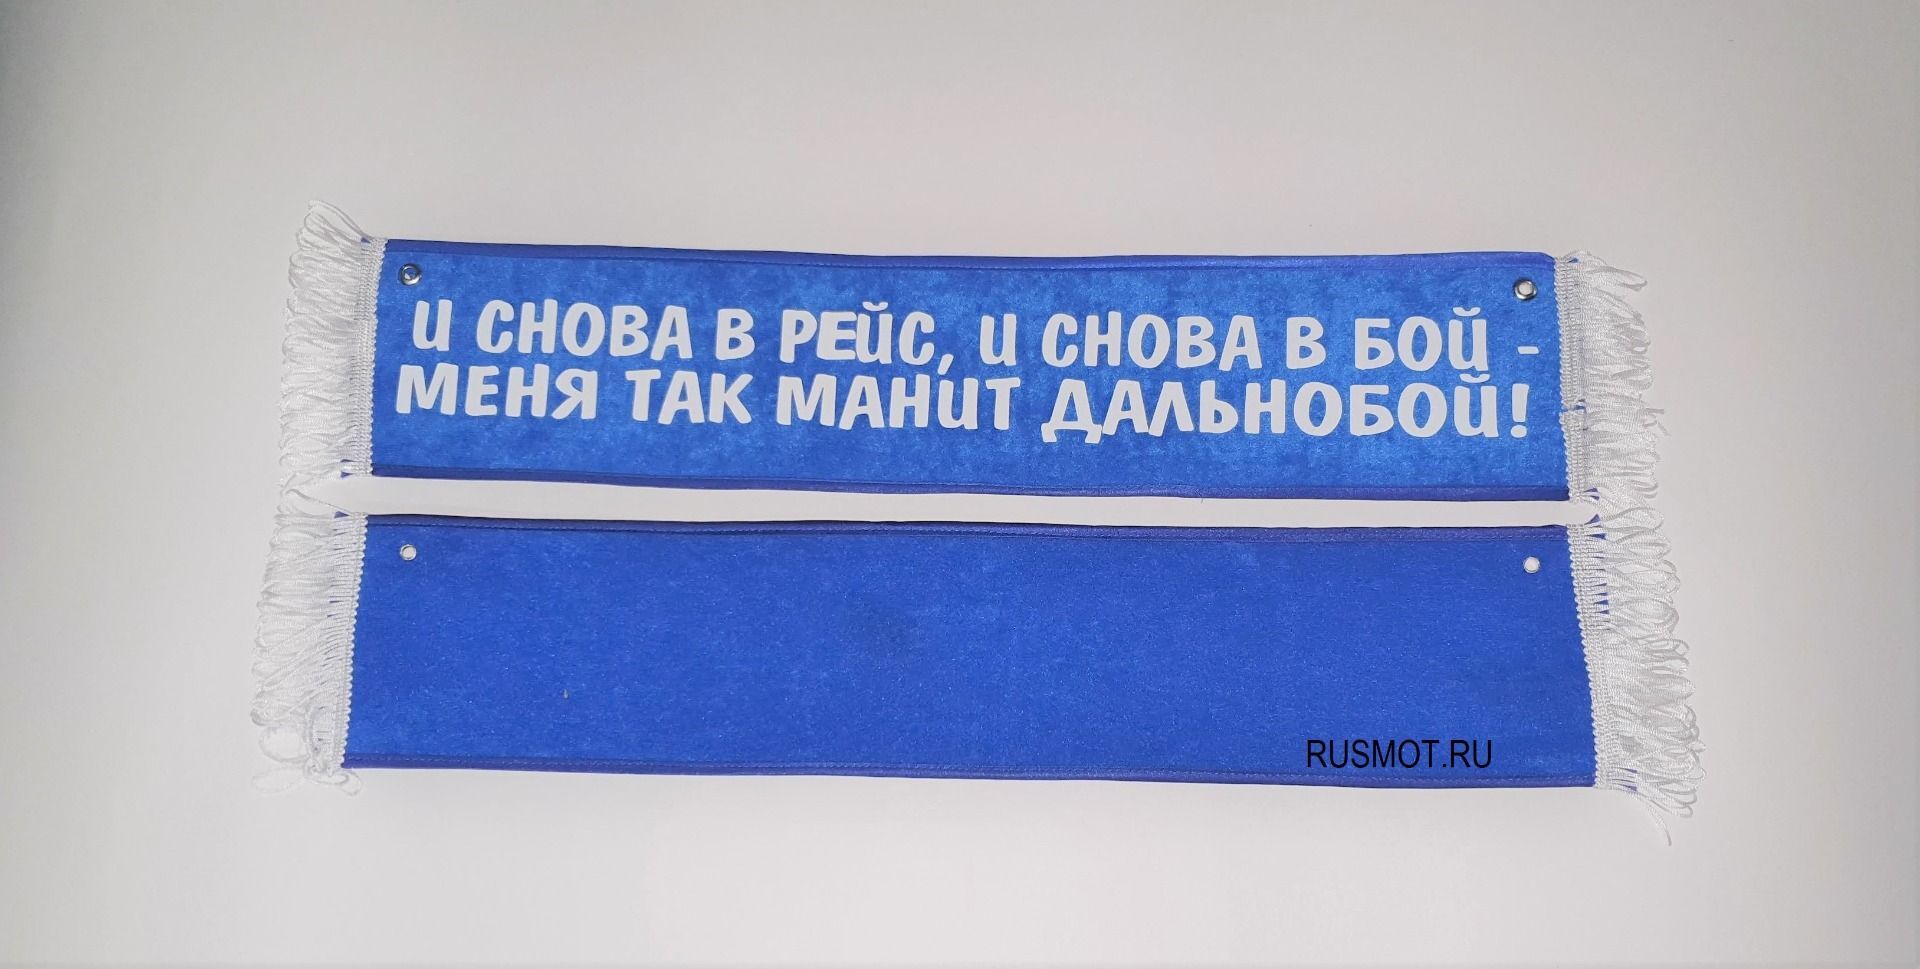 И СНОВА В РЕЙС, И СНОВА В БОЙ -
МЕНЯ ТАК МАНИТ ДАЛЬНОБОЙ!
RUSMOT.RU